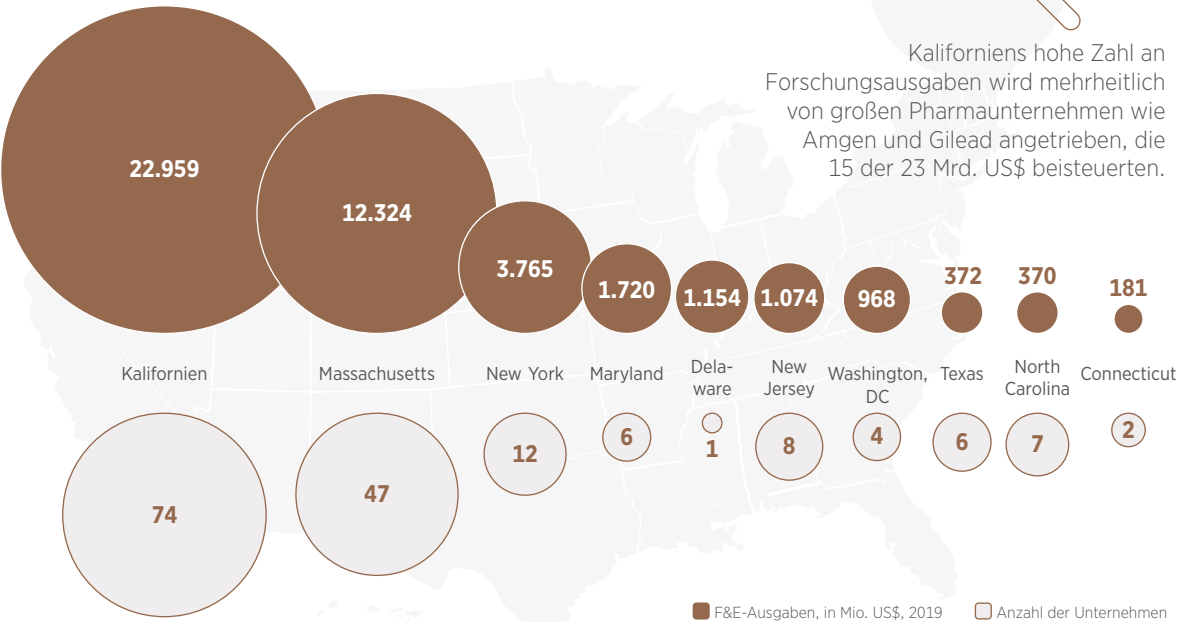 Kaliforniens hohe Zahl an
Forschungsausgaben wird mehrheitlich
von großen Pharmaunternehmen wie
Amgen und Gilead angetrieben, die
15 der 23 Mrd. US$ beisteuerten.
22.959
12.324
3.765
1.720
1.154
1.074
968
372
370
181
Kalifornien
Massachusetts
New York
Maryland
Dela-
ware
New
Jersey
Washington,
DC
Texas
North
Carolina
Connecticut
74
47
12
6
1
8
4
6
7
2
F&E-Ausgaben, in Mio. US$, 2019
Anzahl der Unternehmen